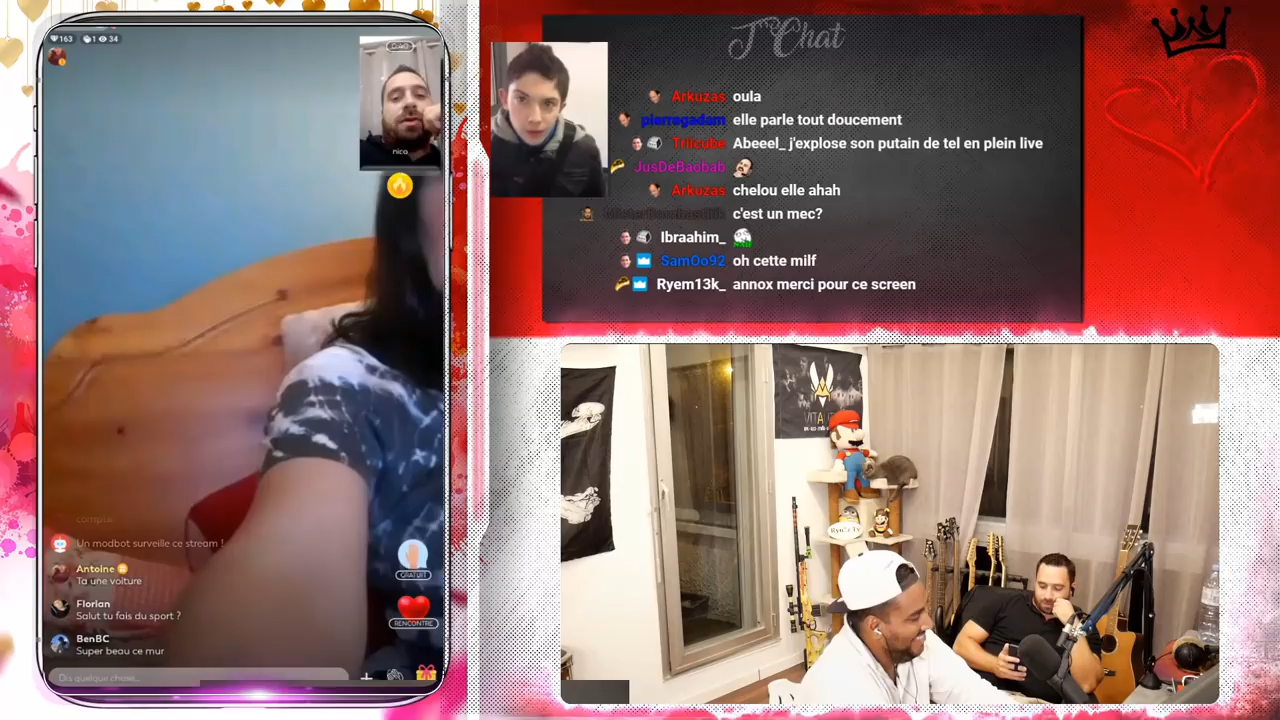 163 1 34
nico
compte
Un modbot surveille ce stream !
Antoine
Ta une voiture
Florian
Salut tu fais du sport ?
BenBC
Super beau ce mur
Dis quelque chose...
GRATUIT
RENCONTRE
T'Chat
Arkuzas oula
pierregadam elle parle tout doucement
Tricube Abeeel_ j'explose son putain de tel en plein live
JusDeBaobab
Arkuzas chelou elle ahah
c'est un mec?
Ibraahim_
SamOo92 oh cette milf
Ryem13k_ annox merci pour ce screen